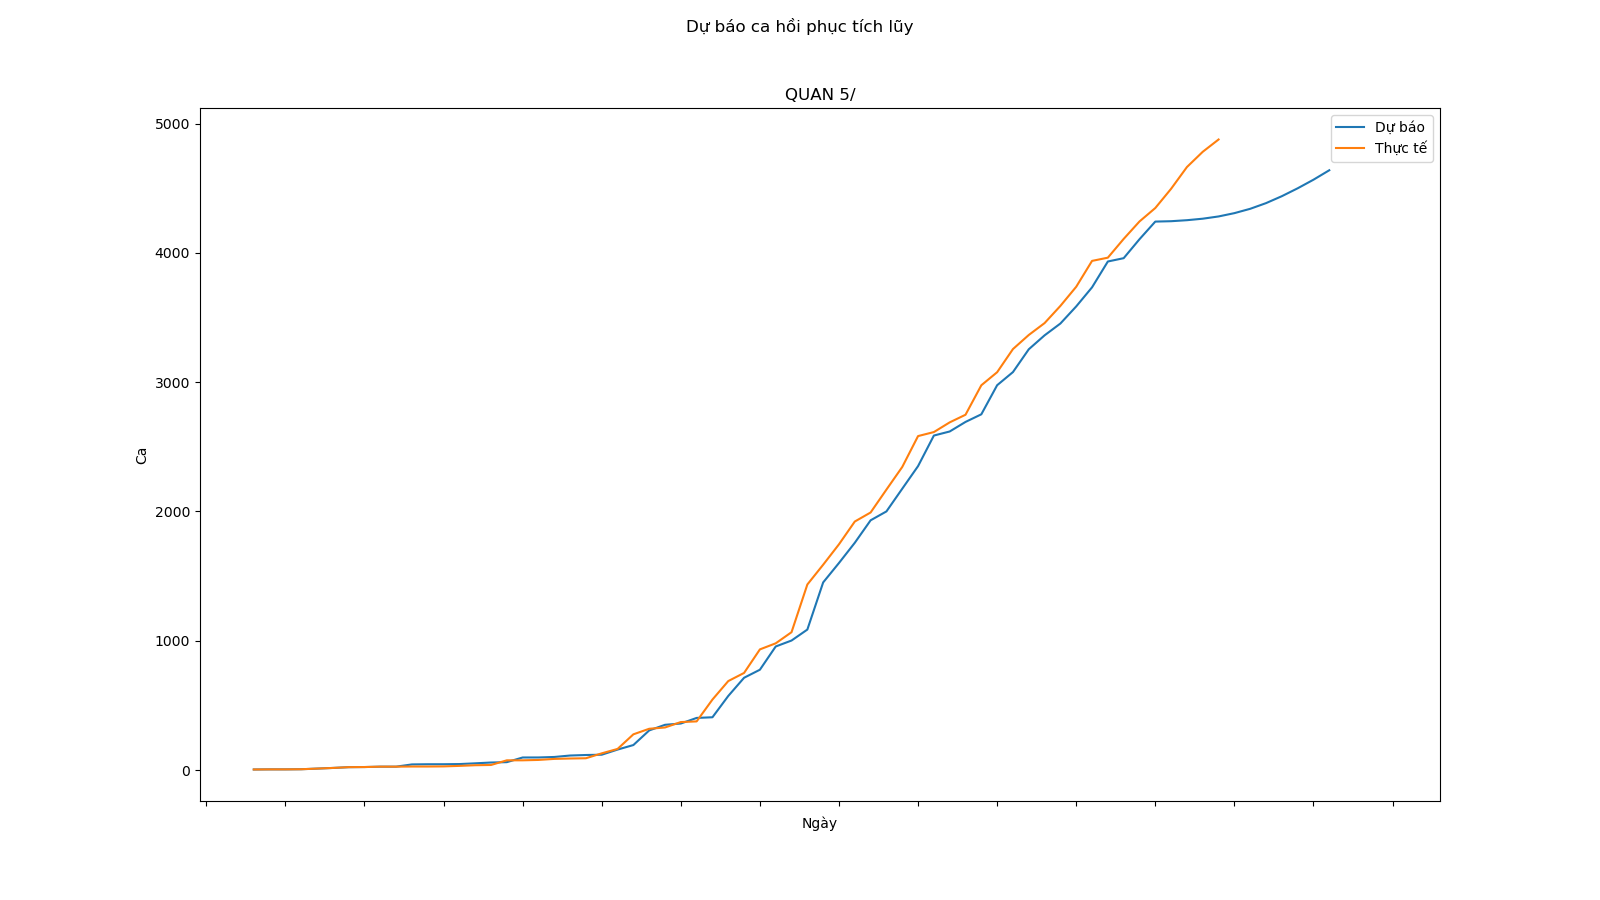 Dự báo ca hồi phục tích lũy
QUAN 5/
5000
4000
3000
2000
1000
0
Ca
Ngày
Dự báo
Thực tế